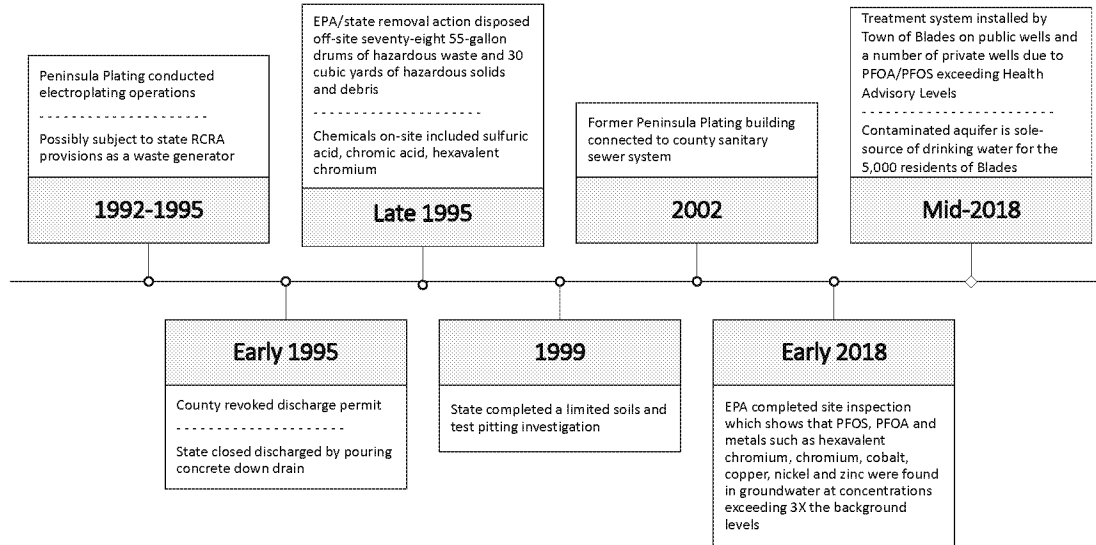 Peninsula Plating conducted
electroplating operations
Possibly subject to state RCRA
provisions as a waste generator
1992-1995
County revoked discharge permit
State closed discharged by pouring
concrete down drain
Early 1995
EPA/state removal action disposed
off-site seventy-eight 55-gallon
drums of hazardous waste and 30
cubic yards of hazardous solids
and debris
Chemicals on-site included sulfuric
acid, chromic acid, hexavalent
chromium
Late 1995
1999
State completed a limited soils and
test pitting investigation
Former Peninsula Plating building
connected to county sanitary
sewer system
2002
Early 2018
EPA completed site inspection
which shows that PFOS, PFOA and
metals such as hexavalent
chromium, chromium, cobalt,
copper, nickel and zinc were found
in groundwater at concentrations
exceeding 3X the background
levels
Treatment system installed by
Town of Blades on public wells and
a number of private wells due to
PFOA/PFOS exceeding Health
Advisory Levels
Contaminated aquifer is sole-
source of drinking water for the
5,000 residents of Blades
Mid-2018